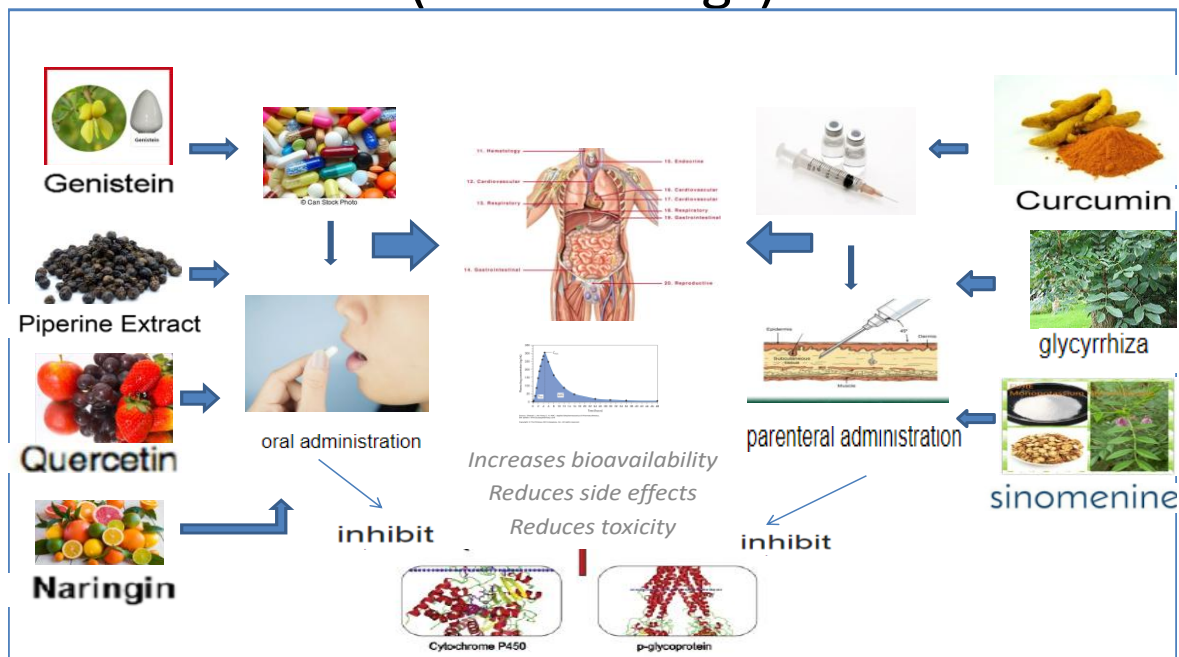 Genistein
Genistein
Piperine Extract
Quercetin
Naringin
© Can Stock Photo
oral administration
inhibit
11. Hematology
12. Cardiovascular
13. Respiratory
14. Gastrointestinal
15. Endocrine
16. Cardiovascular
17. Cardiovascular
18. Respiratory
19. Gastrointestinal
20. Reproductive
Increases bioavailability
Reduces side effects
Reduces toxicity
Cytochrome P450
p-glycoprotein
Epidermis
Subcutaneous
tissue
Muscle
Dermis
45°
parenteral administration
inhibit
Curcumin
glycyrrhiza
sinomenine